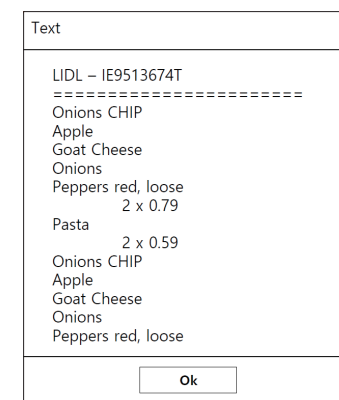 Text
LIDL – IE9513674T
=======================
Onions CHIP
Apple
Goat Cheese
Onions
Peppers red, loose
2 x 0.79
Pasta
2 x 0.59
Onions CHIP
Apple
Goat Cheese
Onions
Peppers red, loose
Ok